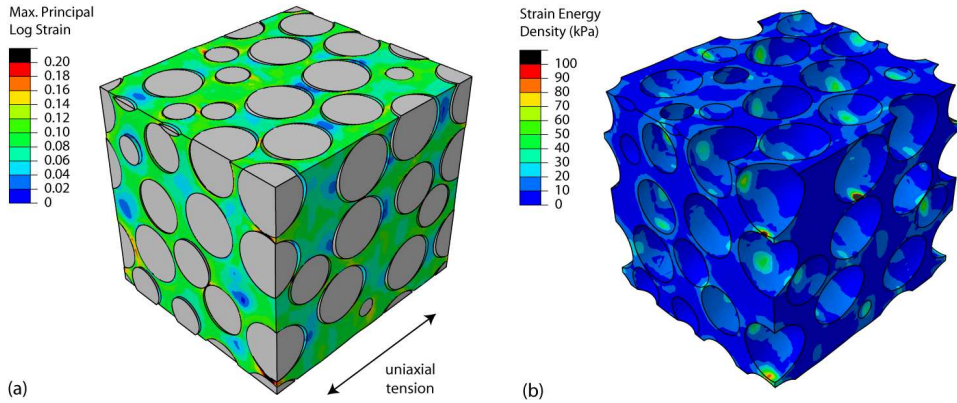 Max. Principal
Log Strain
0.20
0.18
0.16
0.14
0.12
0.10
0.08
0.06
0.04
0.02
0
uniaxial
tension
(a)
Strain Energy
Density (kPa)
100
90
80
70
60
50
40
30
20
10
0
(b)